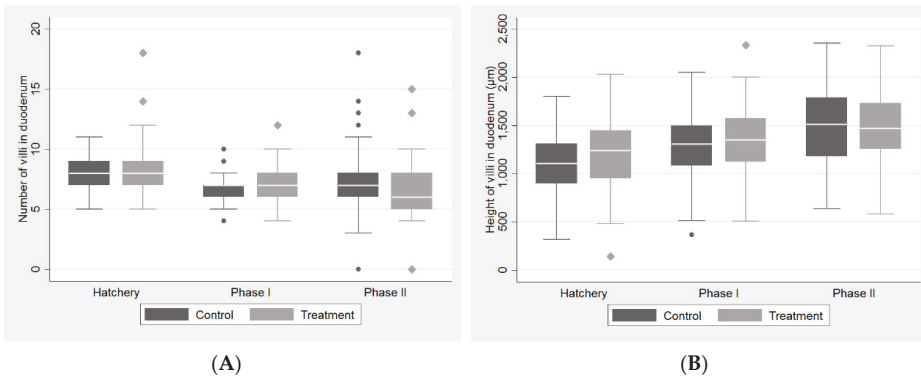 Number of villi in duodenum
20
15
10
5
0
Hatchery Phase I Phase II
Control Treatment
(A)
Height of villi in duodenum (μm)
2,500
2,000
1,500
1,000
500
0
Hatchery Phase I Phase II
Control Treatment
(B)